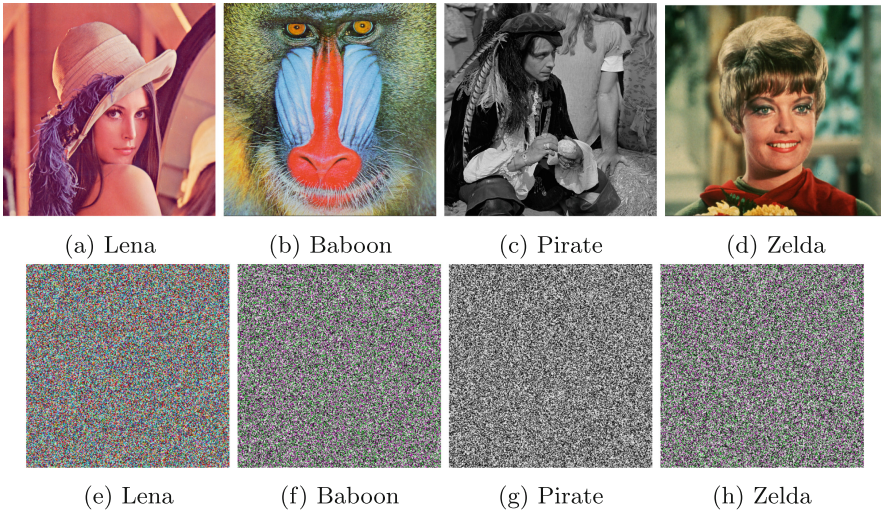 (a) Lena
(b) Baboon
(c) Pirate
(d) Zelda
(e) Lena
(f) Baboon
(g) Pirate
(h) Zelda